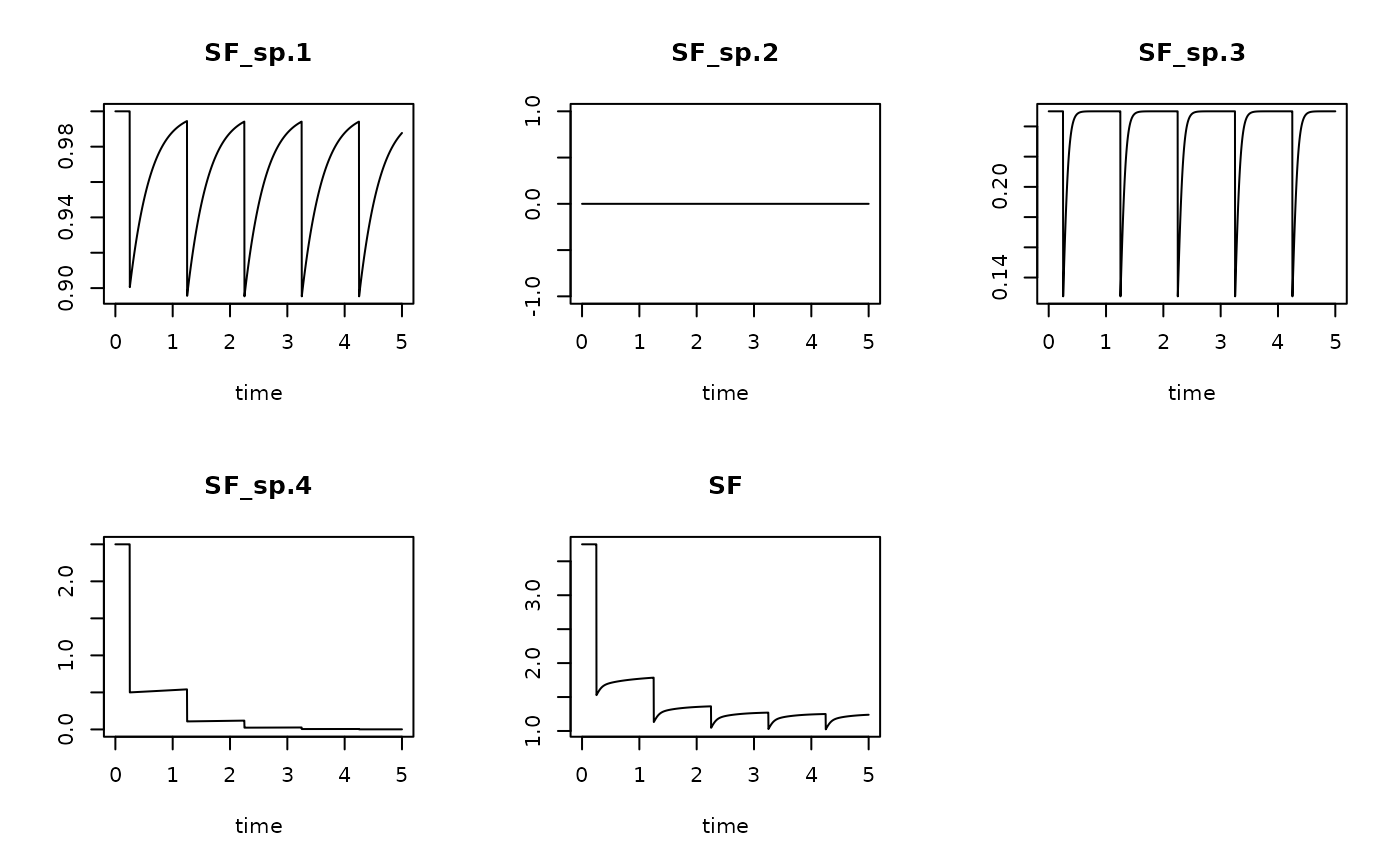 SF_sp.1 SF_sp.2 SF_sp.3
0.98 1.0 0.20
0.94 0.0 0.14
0.90 -1.0
0 1 2 3 4 5 0 1 2 3 4 5 0 1 2 3 4 5
time time time
SF_sp.4 SF
2.0 3.0
1.0 2.0
0.0 1.0
0 1 2 3 4 5 0 1 2 3 4 5
time time